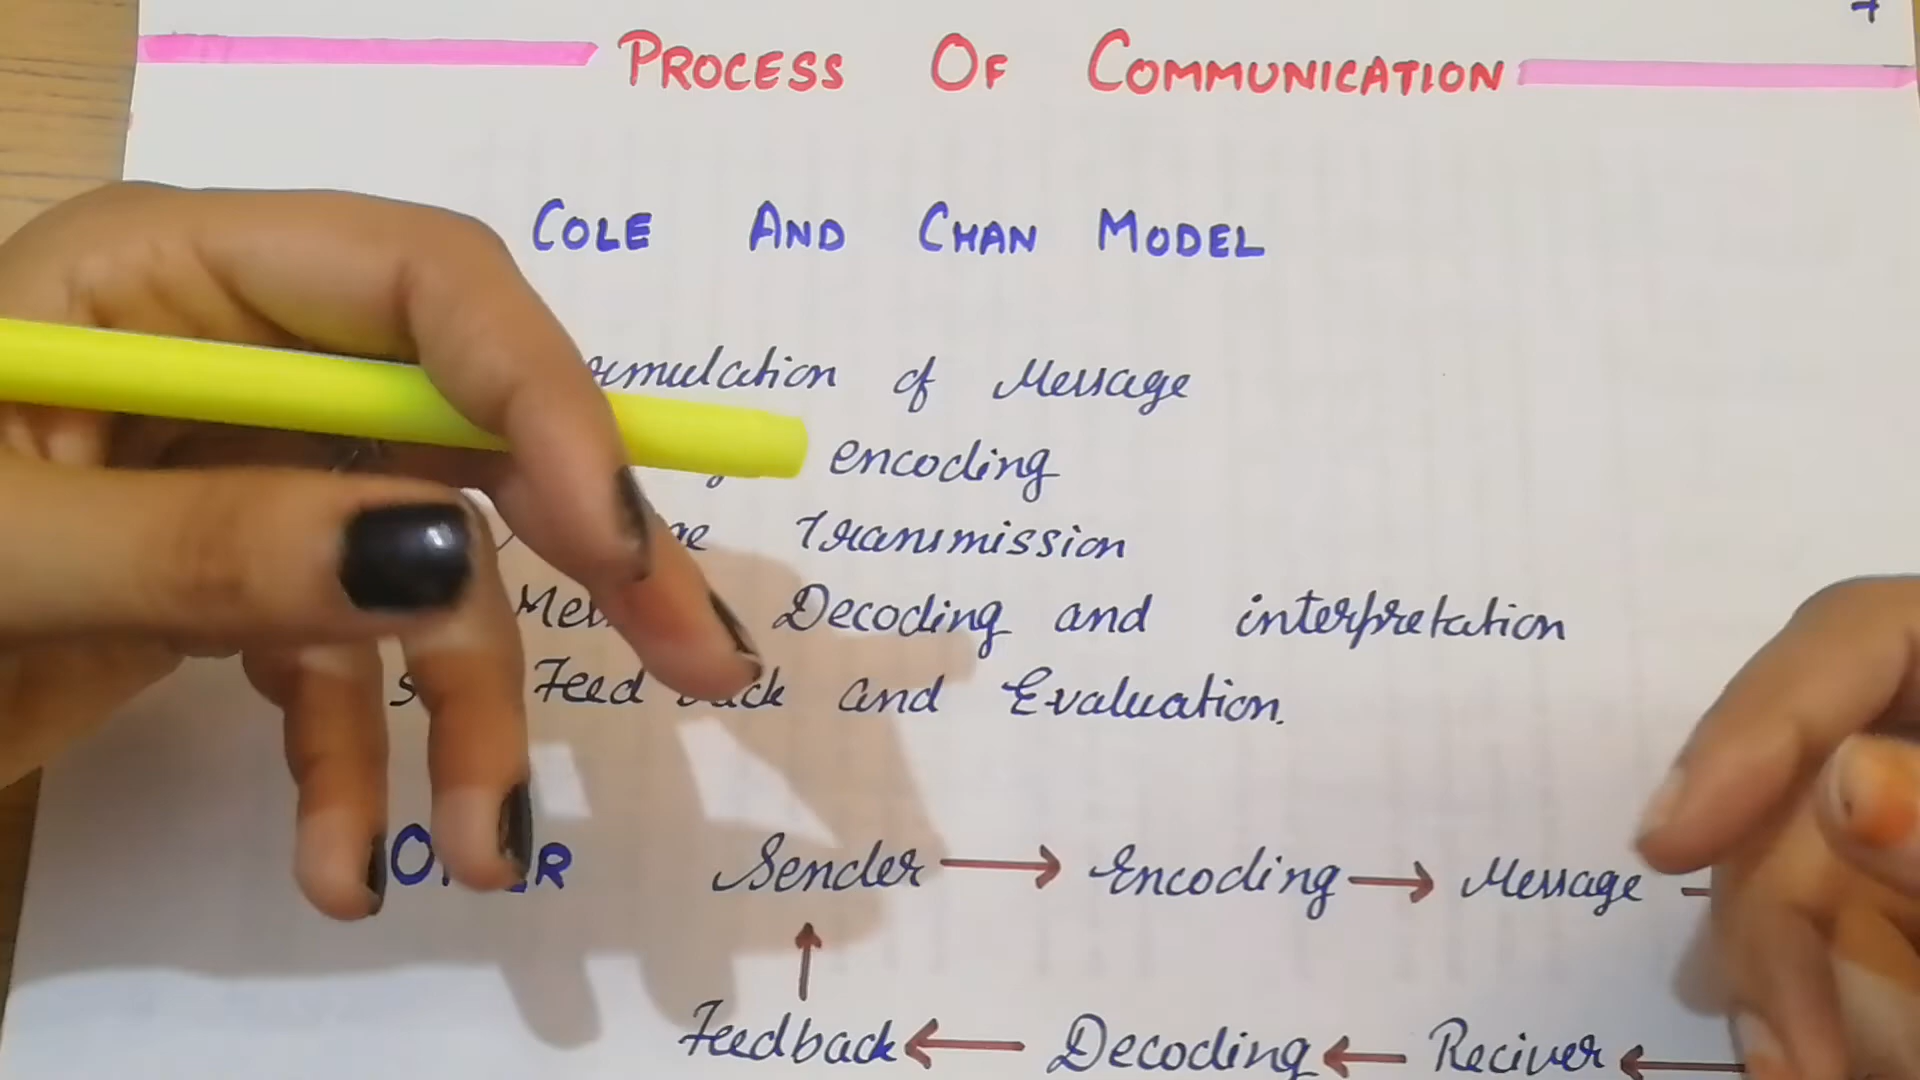 PROCESS OF COMMUNICATION
COLE AND CHAN MODEL
of Message
encoding
Transmission
Decoding and interpretation
Feed and Evaluation.
Sender → Encoding → Message
Feedback ← Decoding ← Reciver ←